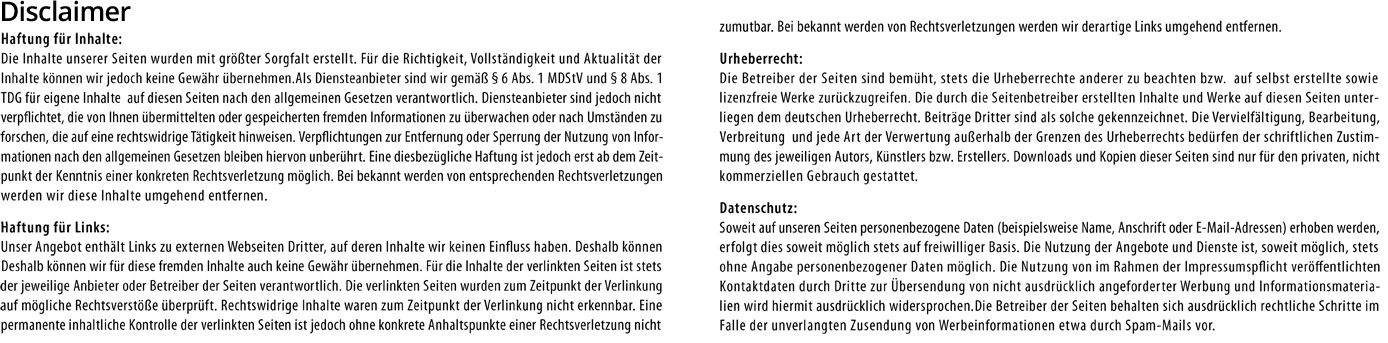 Disclaimer
Haftung für Inhalte:
Die Inhalte unserer Seiten wurden mit größter Sorgfalt erstellt. Für die Richtigkeit, Vollständigkeit und Aktualität der
Inhalte können wir jedoch keine Gewähr übernehmen.Als Diensteanbieter sind wir gemäß § 6 Abs. 1 MDStV und § 8 Abs. 1
TDG für eigene Inhalte  auf diesen Seiten nach den allgemeinen Gesetzen verantwortlich. Diensteanbieter sind jedoch nicht
verpflichtet, die von Ihnen übermittelten oder gespeicherten fremden Informationen zu überwachen oder nach Umständen zu
forschen, die auf eine rechtswidrige Tätigkeit hinweisen. Verpflichtungen zur Entfernung oder Sperrung der Nutzung von Infor-
mationen nach den allgemeinen Gesetzen bleiben hiervon unberührt. Eine diesbezügliche Haftung ist jedoch erst ab dem Zeit-
punkt der Kenntnis einer konkreten Rechtsverletzung möglich. Bei bekannt werden von entsprechenden Rechtsverletzungen
werden wir diese Inhalte umgehend entfernen.
Haftung für Links:
Unser Angebot enthält Links zu externen Webseiten Dritter, auf deren Inhalte wir keinen Einfluss haben. Deshalb können
Deshalb können wir für diese fremden Inhalte auch keine Gewähr übernehmen. Für die Inhalte der verlinkten Seiten ist stets
der jeweilige Anbieter oder Betreiber der Seiten verantwortlich. Die verlinkten Seiten wurden zum Zeitpunkt der Verlinkung
auf mögliche Rechtsverstöße überprüft. Rechtswidrige Inhalte waren zum Zeitpunkt der Verlinkung nicht erkennbar. Eine
permanente inhaltliche Kontrolle der verlinkten Seiten ist jedoch ohne konkrete Anhaltspunkte einer Rechtsverletzung nicht
zumutbar. Bei bekannt werden von Rechtsverletzungen werden wir derartige Links umgehend entfernen.
Urheberrecht:
Die Betreiber der Seiten sind bemüht, stets die Urheberrechte anderer zu beachten bzw.  auf selbst erstellte sowie
lizenzfreie Werke zurückzugreifen. Die durch die Seitenbetreiber erstellten Inhalte und Werke auf diesen Seiten unter-
liegen dem deutschen Urheberrecht. Beiträge Dritter sind als solche gekennzeichnet. Die Vervielfältigung, Bearbeitung,
Verbreitung  und jede Art der Verwertung außerhalb der Grenzen des Urheberrechts bedürfen der schriftlichen Zustim-
mung des jeweiligen Autors, Künstlers bzw. Erstellers. Downloads und Kopien dieser Seiten sind nur für den privaten, nicht
kommerziellen Gebrauch gestattet.
Datenschutz:
Soweit auf unseren Seiten personenbezogene Daten (beispielsweise Name, Anschrift oder E-Mail-Adressen) erhoben werden,
erfolgt dies soweit möglich stets auf freiwilliger Basis. Die Nutzung der Angebote und Dienste ist, soweit möglich, stets
ohne Angabe personenbezogener Daten möglich. Die Nutzung von im Rahmen der Impressumspflicht veröffentlichten
Kontaktdaten durch Dritte zur Übersendung von nicht ausdrücklich angeforderter Werbung und Informationsmateria-
lien wird hiermit ausdrücklich widersprochen.Die Betreiber der Seiten behalten sich ausdrücklich rechtliche Schritte im
Falle der unverlangten Zusendung von Werbeinformationen etwa durch Spam-Mails vor.